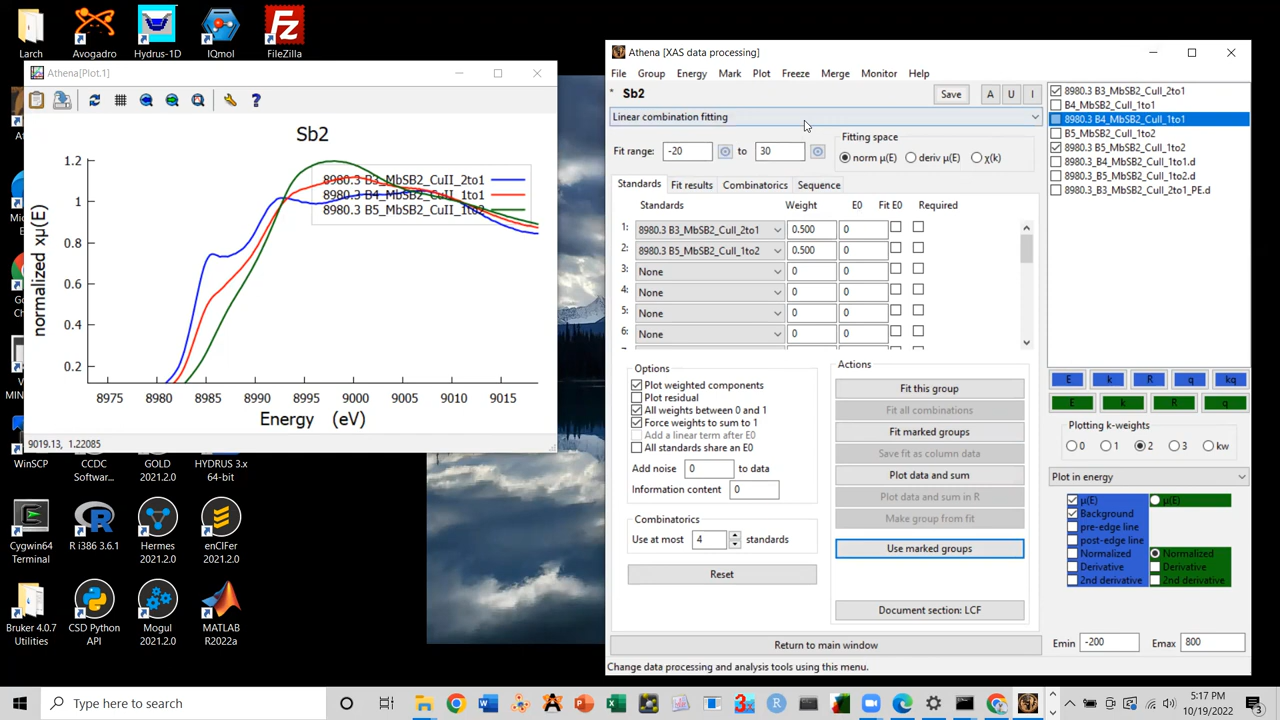 Larch
Avogadro
Hydrus-1D
IQmol
FileZilla
Athena[Plot.1]
Sb2
normalized xμ(E)
1.2
1
0.8
0.6
0.4
0.2
8980.3 B3_MbSB2_CuII_2to1
8980.3 B4_MbSB2_CuII_1to1
8980.3 B5_MbSB2_CuII_1to2
8975 8980 8985 8990 8995 9000 9005 9010 9015
Energy (eV)
9019.13, 1.22085
WinSCP
CCDC Softwar...
GOLD 2021.2.0
HYDRUS 3.x 64-bit
Cygwin64 Terminal
R i386 3.6.1
Hermes 2021.2.0
enCIFer 2021.2.0
Bruker 4.0.7 Utilities
CSD Python API
Mogul 2021.2.0
MATLAB R2022a
Athena [XAS data processing]
File Group Energy Mark Plot Freeze Merge Monitor Help
* Sb2 Save A U I
Linear combination fitting
Fit range: -20 to 30
Fitting space
norm μ(E) deriv μ(E) χ(k)
Standards Fit results Combinatorics Sequence
Standards Weight E0 Fit E0 Required
1: 8980.3 B3_MbSB2_CuII_2to1 0.500 0
2: 8980.3 B5_MbSB2_CuII_1to2 0.500 0
3: None 0 0
4: None 0 0
5: None 0 0
6: None 0 0
Options
Plot weighted components
Plot residual
All weights between 0 and 1
Force weights to sum to 1
Add a linear term after E0
All standards share an E0
Add noise 0 to data
Information content 0
Combinatorics
Use at most 4 standards
Reset
Actions
Fit this group
Fit all combinations
Fit marked groups
Save fit as column data
Plot data and sum
Plot data and sum in R
Make group from fit
Use marked groups
Document section: LCF
Return to main window
Change data processing and analysis tools using this menu.
8980.3 B3_MbSB2_CuII_2to1
B4_MbSB2_CuII_1to1
8980.3 B4_MbSB2_CuII_1to1
B5_MbSB2_CuII_1to2
8980.3 B5_MbSB2_CuII_1to2
8980.3_B4_MbSB2_CuII_1to1.d
8980.3_B5_MbSB2_CuII_1to2.d
8980.3_B3_MbSB2_CuII_2to1_PE.d
E k R q kq
E k R q
Plotting k-weights
0 1 2 3 kw
Plot in energy
μ(E) μ(E)
Background
pre-edge line
post-edge line
Normalized Normalized
Derivative Derivative
2nd derivative 2nd derivative
Emin -200 Emax 800
Type here to search
5:17 PM
10/19/2022
3